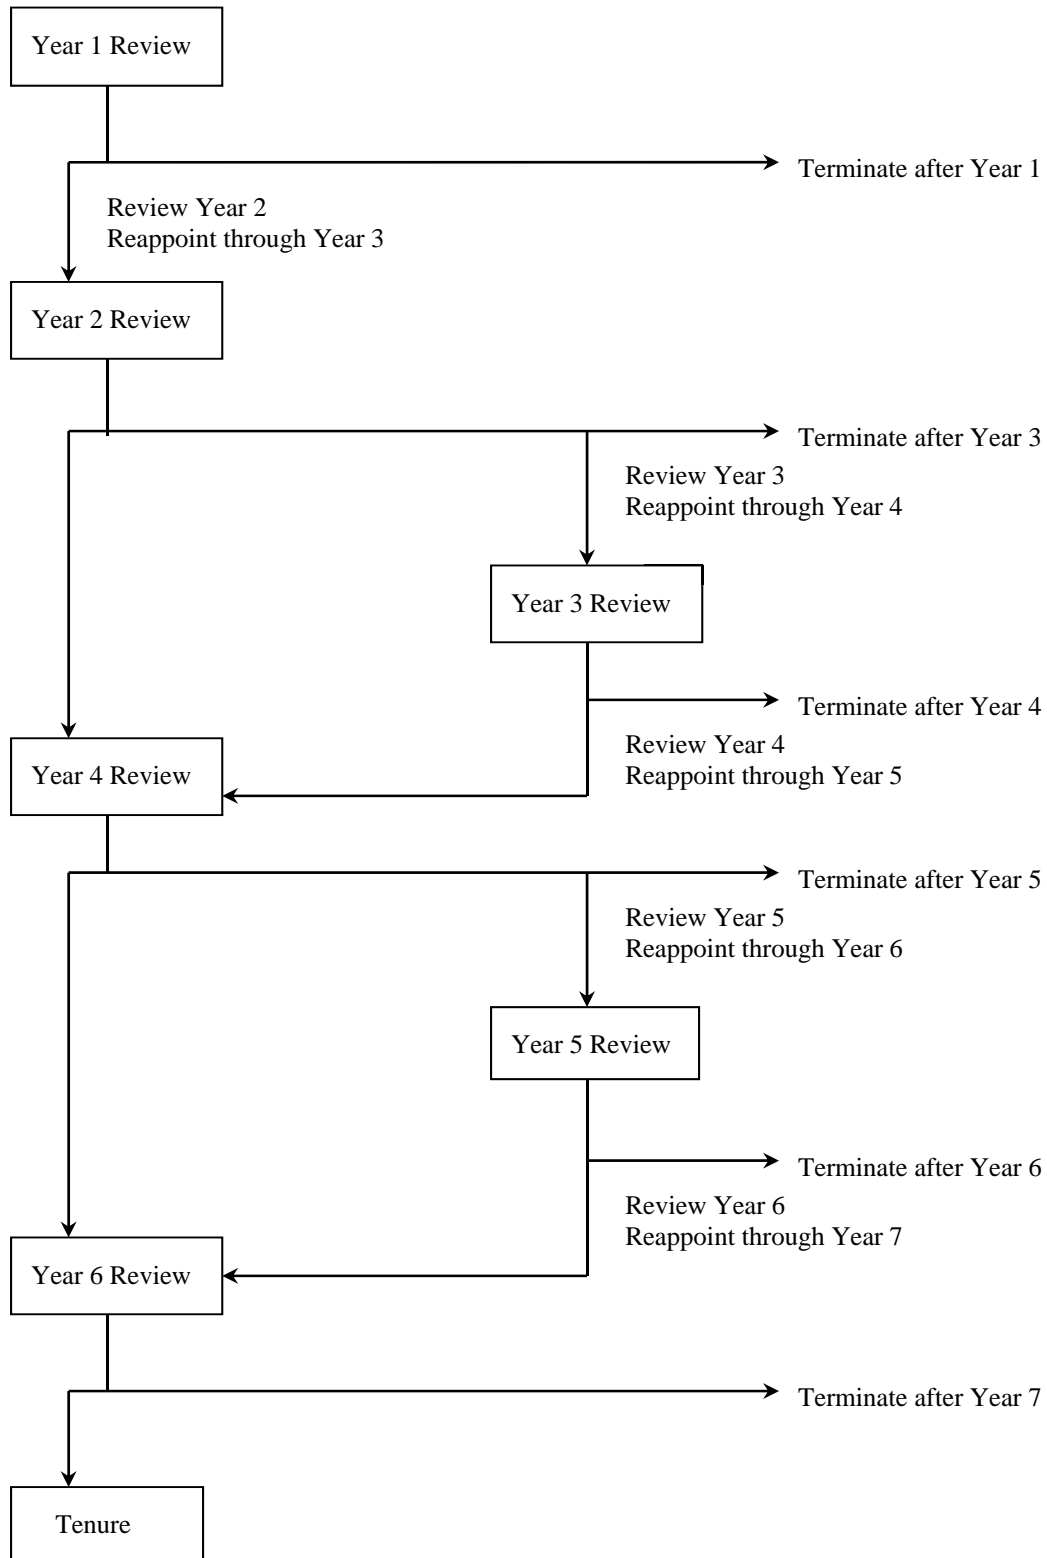 Year 1 Review
Terminate after Year 1
Review Year 2
Reappoint through Year 3
Year 2 Review
Terminate after Year 3
Review Year 3
Reappoint through Year 4
Year 3 Review
Terminate after Year 4
Review Year 4
Reappoint through Year 5
Year 4 Review
Terminate after Year 5
Review Year 5
Reappoint through Year 6
Year 5 Review
Terminate after Year 6
Review Year 6
Reappoint through Year 7
Year 6 Review
Terminate after Year 7
Tenure